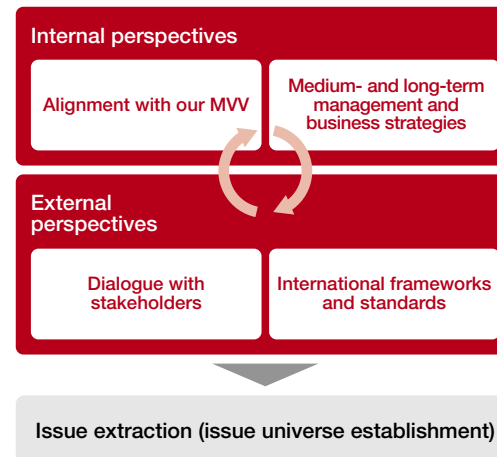 Internal perspectives
Alignment with our MVV
Medium- and long-term
management and
business strategies
External
perspectives
Dialogue with
stakeholders
International frameworks
and standards
Issue extraction (issue universe establishment)